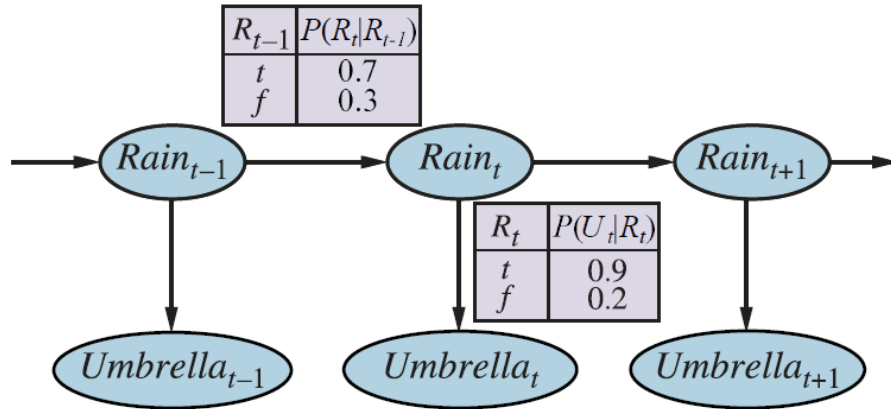 R_{t-1} P(R_t|R_{t-1})
t 0.7
f 0.3
Rain_{t-1} Rain_t Rain_{t+1}
R_t P(U_t|R_t)
t 0.9
f 0.2
Umbrella_{t-1} Umbrella_t Umbrella_{t+1}